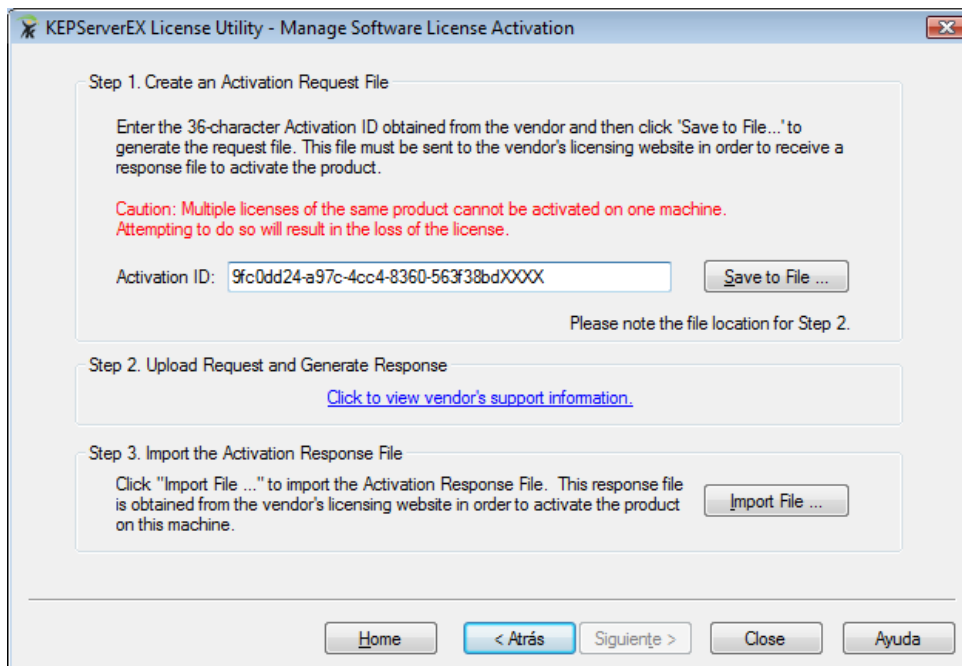 KEPServerEX License Utility - Manage Software License Activation
Step 1. Create an Activation Request File
Enter the 36-character Activation ID obtained from the vendor and then click 'Save to File...' to
generate the request file. This file must be sent to the vendor's licensing website in order to receive a
response file to activate the product.
Caution: Multiple licenses of the same product cannot be activated on one machine.
Attempting to do so will result in the loss of the license.
Activation ID: 9fc0dd24-a97c-4cc4-8360-563f38bdXXXX Save to File ...
Please note the file location for Step 2.
Step 2. Upload Request and Generate Response
Click to view vendor's support information.
Step 3. Import the Activation Response File
Click "Import File ..." to import the Activation Response File. This response file
is obtained from the vendor's licensing website in order to activate the product
on this machine.
Import File ...
Home < Atrás Siguiente > Close Ayuda